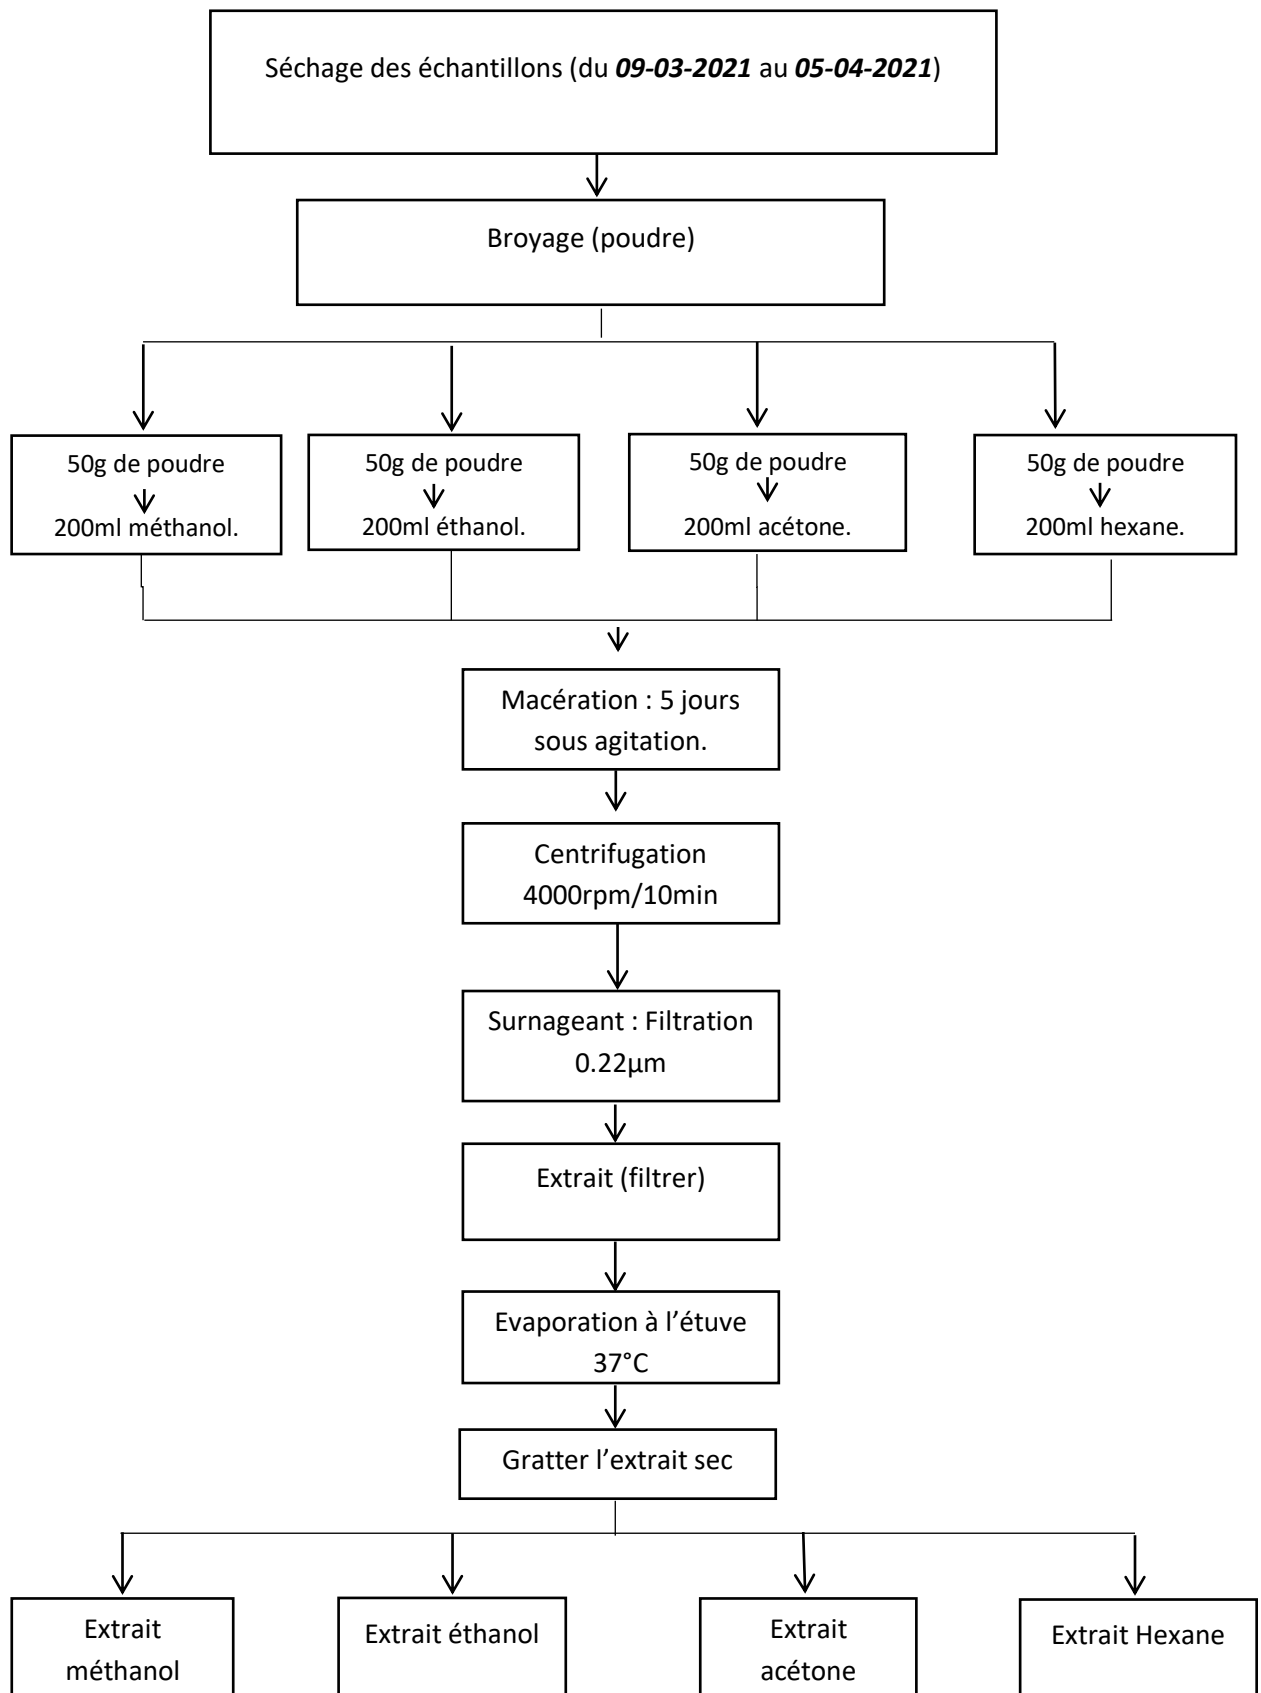 Séchage des échantillons (du 09-03-2021 au 05-04-2021)
Broyage (poudre)
50g de poudre
200ml méthanol.
50g de poudre
200ml éthanol.
50g de poudre
200ml acétone.
50g de poudre
200ml hexane.
Macération : 5 jours
sous agitation.
Centrifugation
4000rpm/10min
Surnageant : Filtration
0.22µm
Extrait (filtrer)
Evaporation à l’étuve
37°C
Gratter l’extrait sec
Extrait
méthanol
Extrait éthanol
Extrait
acétone
Extrait Hexane